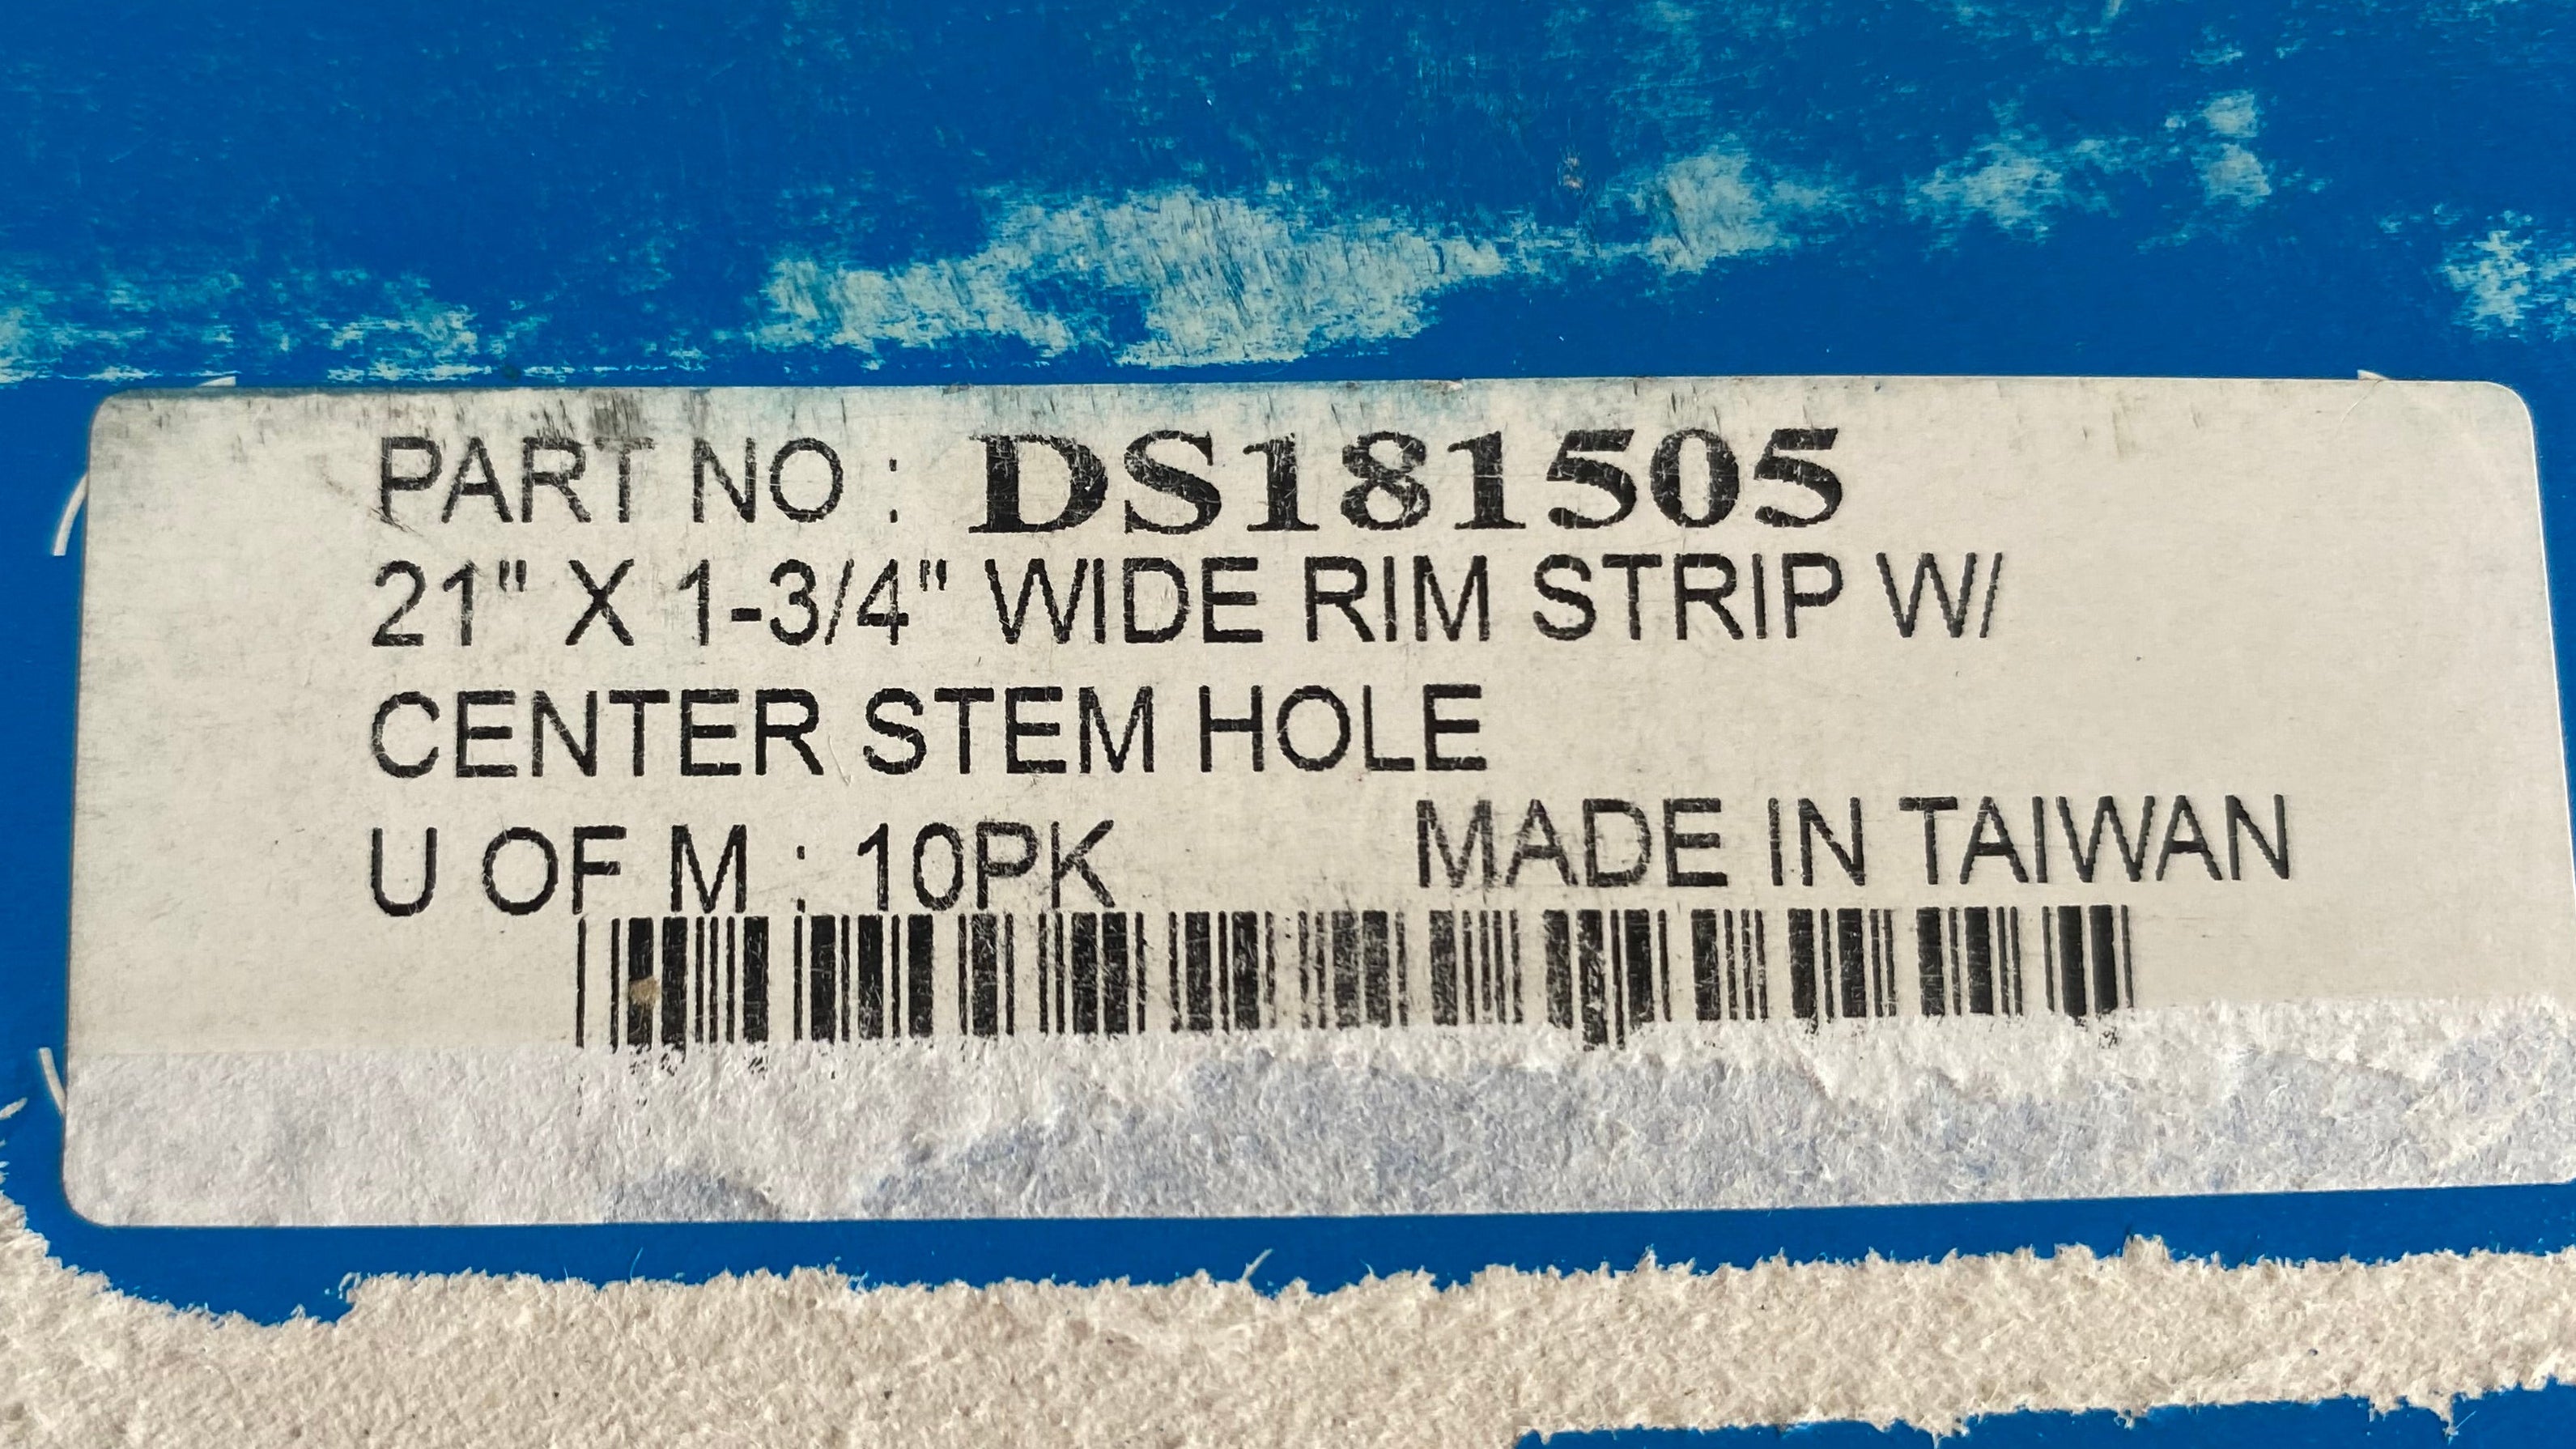 PART NO : DS181505
21" X 1-3/4" WIDE RIM STRIP W/
CENTER STEM HOLE
U OF M : 10PK MADE IN TAIWAN